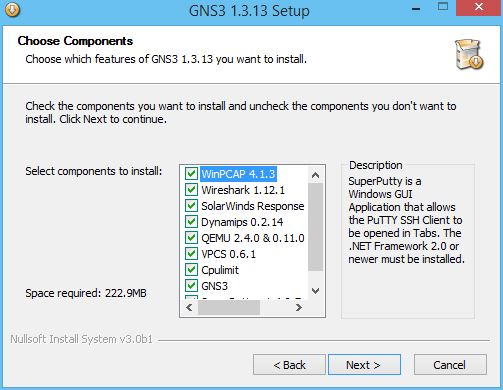 GNS3 1.3.13 Setup
Choose Components
Choose which features of GNS3 1.3.13 you want to install.
Check the components you want to install and uncheck the components you don't want to
install. Click Next to continue.
Select components to install:
WinPCAP 4.1.3
Wireshark 1.12.1
SolarWinds Response
Dynamips 0.2.14
QEMU 2.4.0 & 0.11.0
VPCS 0.6.1
Cpulimit
GNS3
Description
SuperPutty is a
Windows GUI
Application that allows
the PuTTY SSH Client to
be opened in Tabs. The
.NET Framework 2.0 or
newer must be installed.
Space required: 222.9MB
Nullsoft Install System v3.0b1
< Back
Next >
Cancel